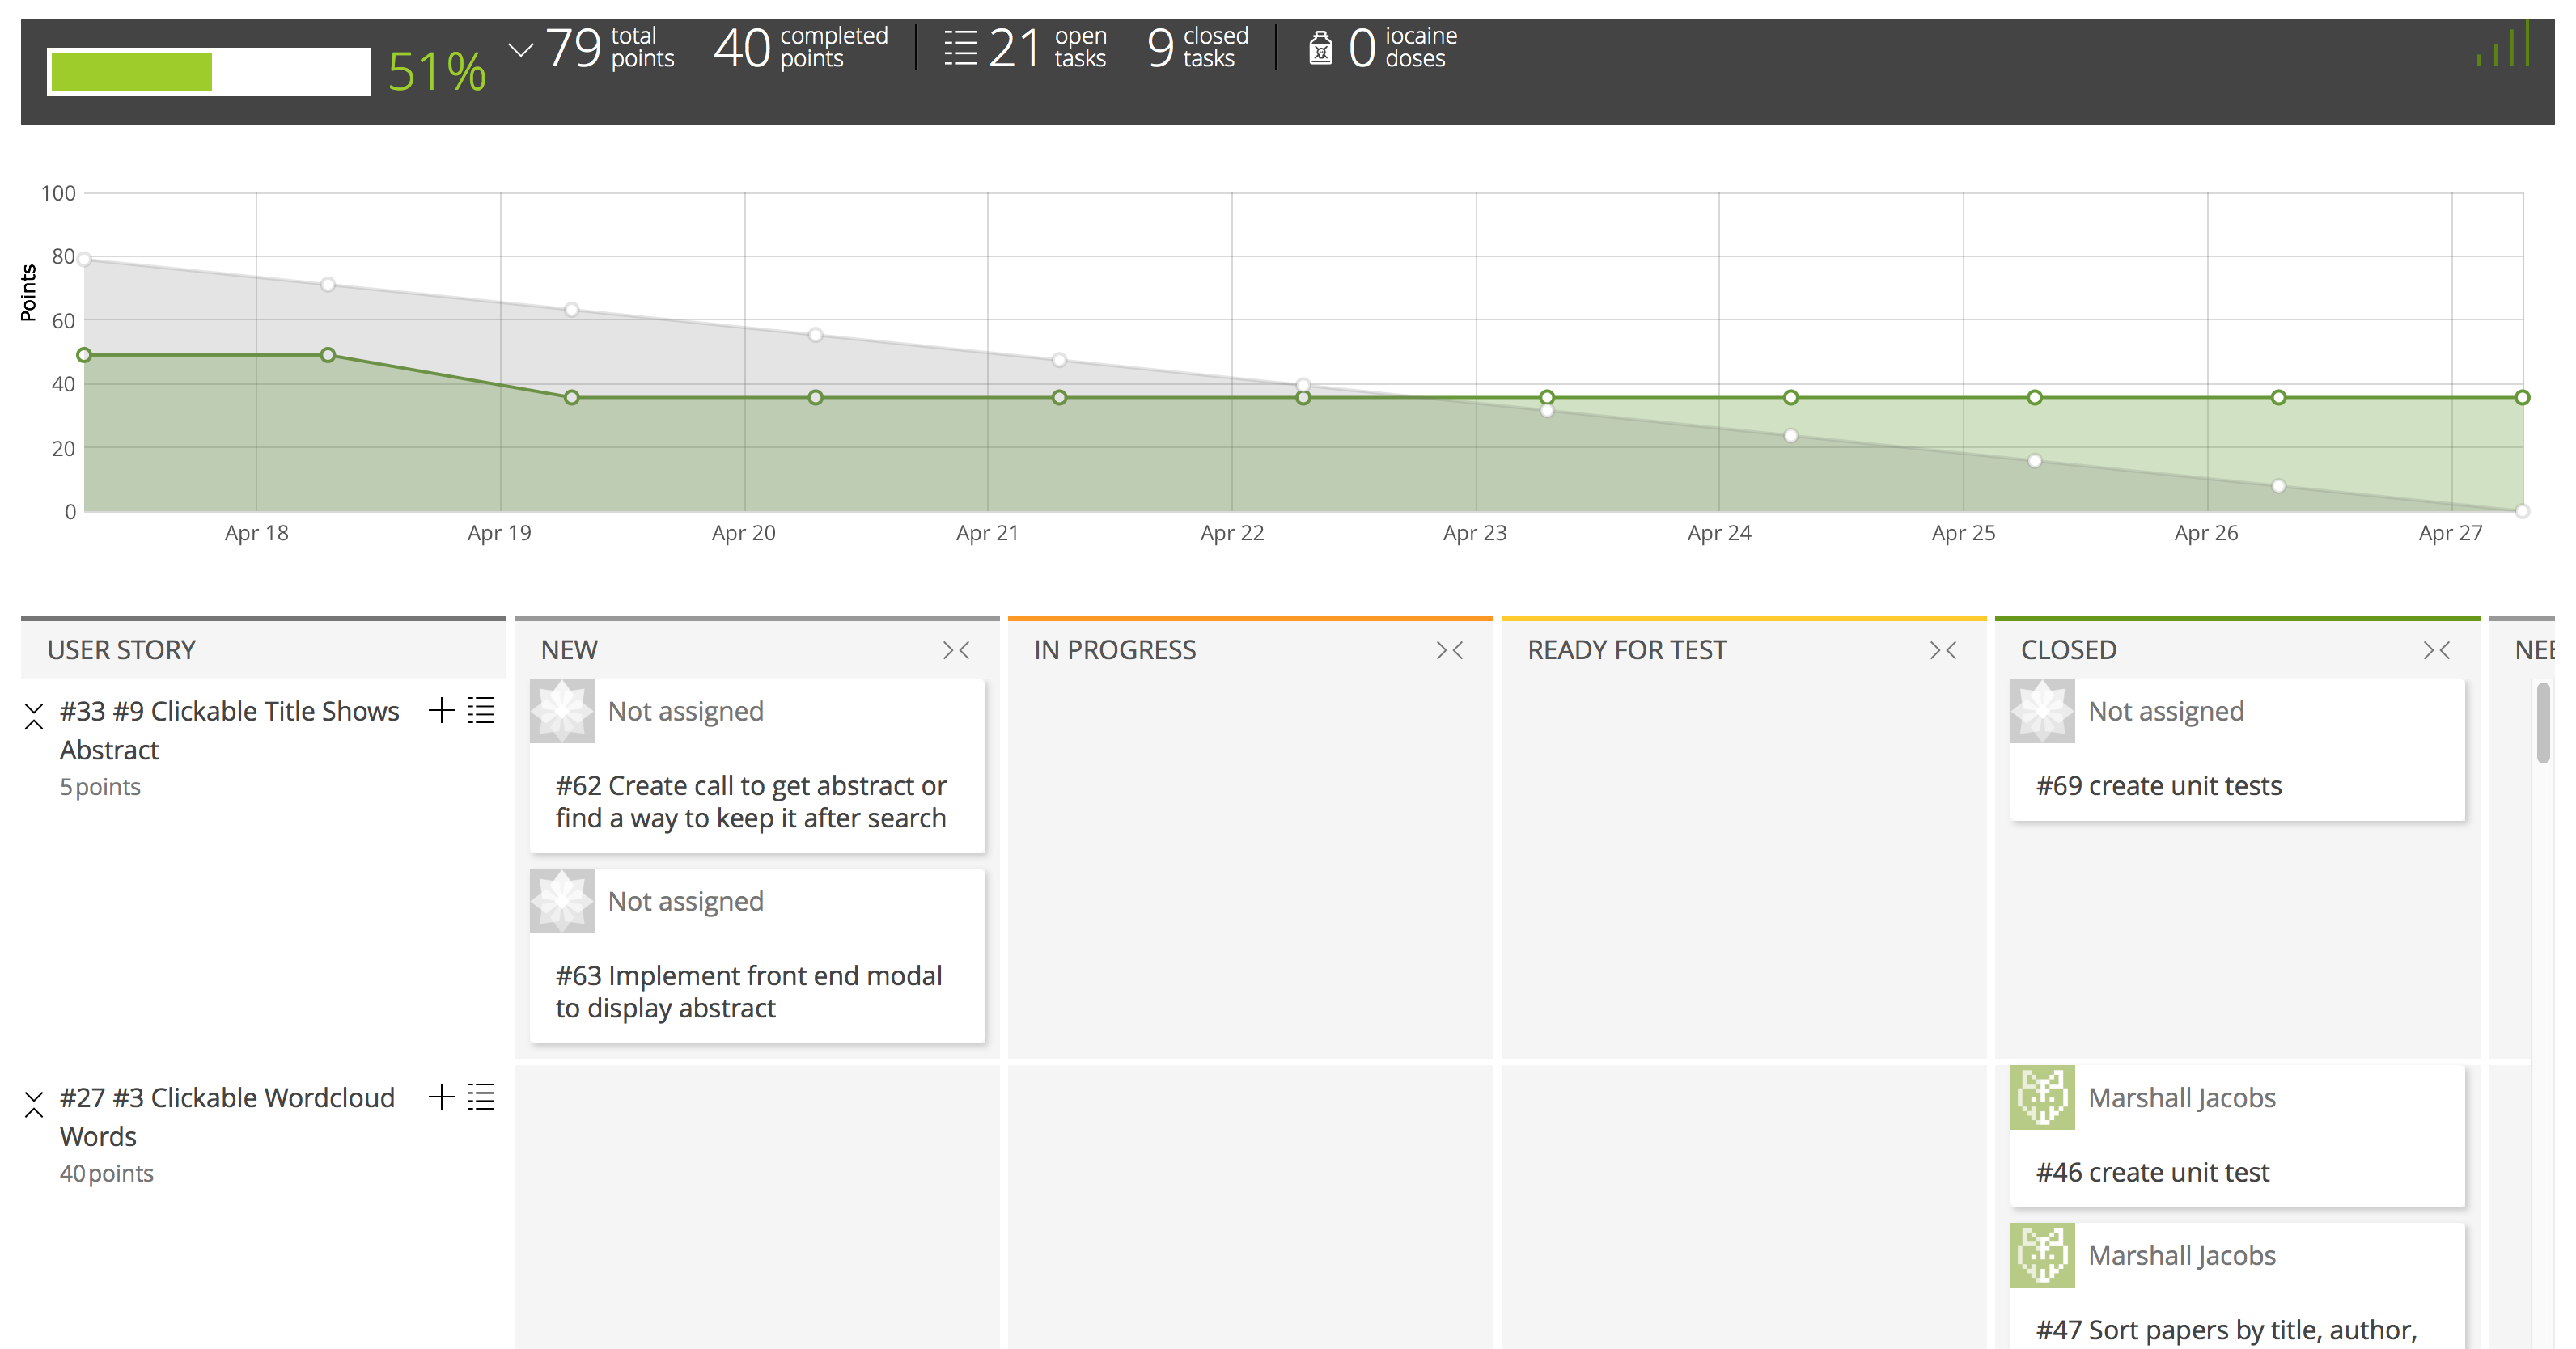 51%
79 total points
40 completed points
21 open tasks
9 closed tasks
0 iocaine doses
100
80
60
40
20
0
Points
Apr 18 Apr 19 Apr 20 Apr 21 Apr 22 Apr 23 Apr 24 Apr 25 Apr 26 Apr 27
USER STORY
NEW
IN PROGRESS
READY FOR TEST
CLOSED
#33 #9 Clickable Title Shows
Abstract
5 points
Not assigned
#62 Create call to get abstract or
find a way to keep it after search
Not assigned
#63 Implement front end modal
to display abstract
Not assigned
#69 create unit tests
#27 #3 Clickable Wordcloud
Words
40 points
Marshall Jacobs
#46 create unit test
Marshall Jacobs
#47 Sort papers by title, author,